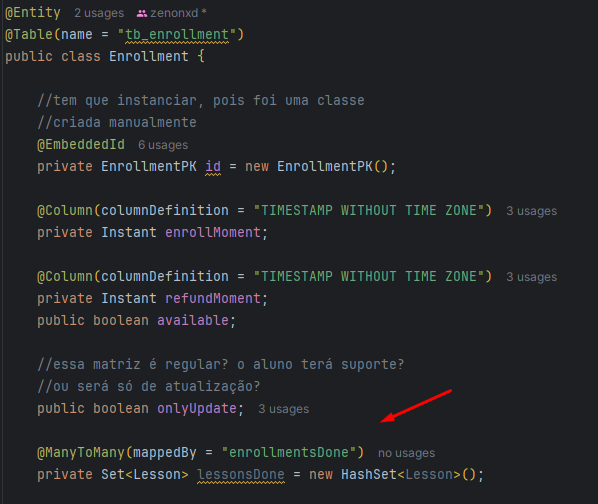 @Entity 2 usages zenonxd *
@Table(name = "tb_enrollment")
public class Enrollment {
//tem que instanciar, pois foi uma classe
//criada manualmente
@EmbeddedId 6 usages
private EnrollmentPK id = new EnrollmentPK();
@Column(columnDefinition = "TIMESTAMP WITHOUT TIME ZONE") 3 usages
private Instant enrollMoment;
@Column(columnDefinition = "TIMESTAMP WITHOUT TIME ZONE") 3 usages
private Instant refundMoment;
public boolean available;
//essa matriz é regular? o aluno terá suporte?
//ou será só de atualização?
public boolean onlyUpdate; 3 usages
@ManyToMany(mappedBy = "enrollmentsDone") no usages
private Set<Lesson> lessonsDone = new HashSet<Lesson>();